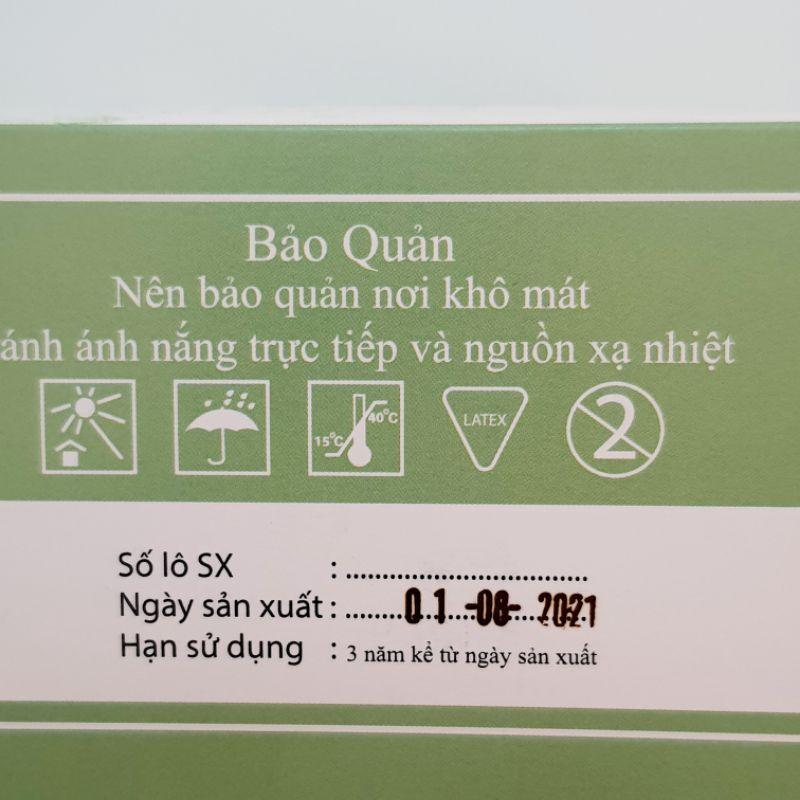 Bảo Quản
Nên bảo quản nơi khô mát
ánh ánh nắng trực tiếp và nguồn xạ nhiệt
15°C 40°C LATEX 2
Số lô SX : ................................
Ngày sản xuất : ........01-08-2021
Hạn sử dụng : 3 năm kể từ ngày sản xuất